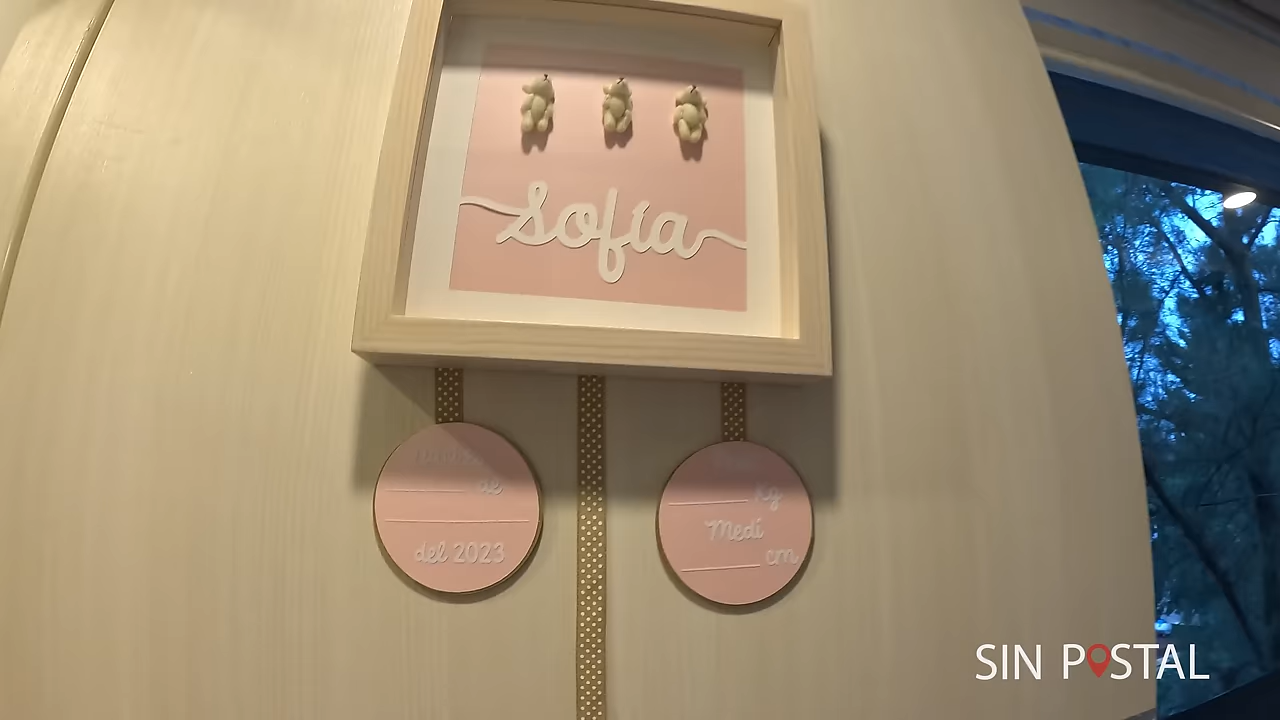 Sofía
de
del 2023
Kg
Medí
cm
SIN POSTAL